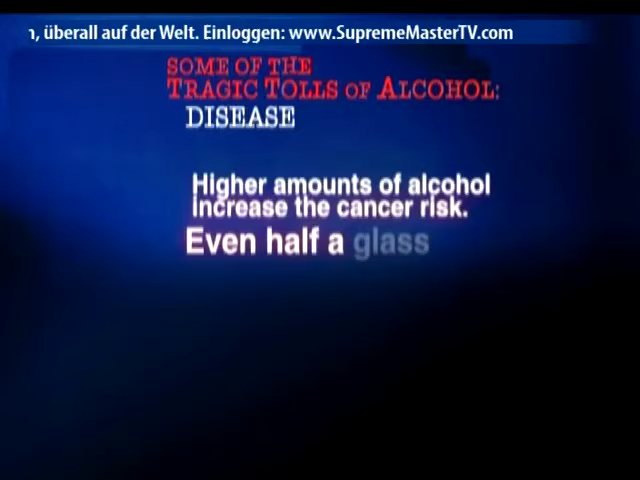 , überall auf der Welt. Einloggen: www.SupremeMasterTV.com
SOME OF THE
TRAGIC TOLLS OF ALCOHOL:
DISEASE
Higher amounts of alcohol
increase the cancer risk.
Even half a glass